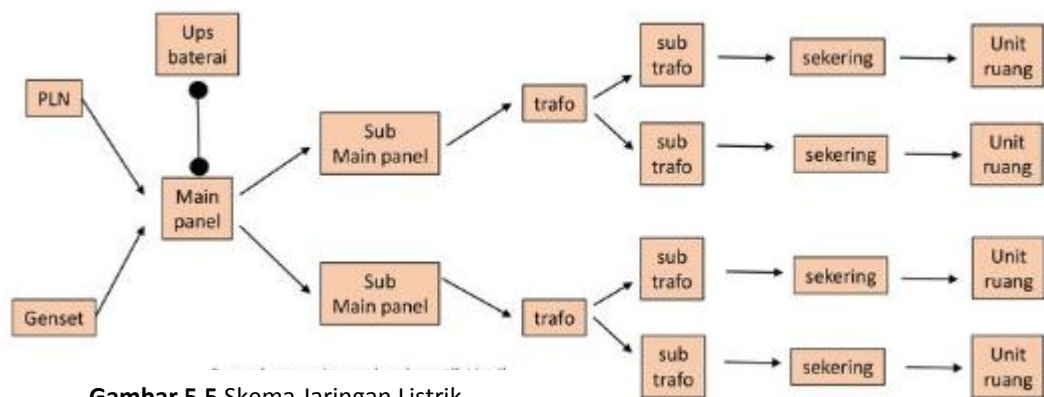 Ups
baterai
PLN
Genset
Main
panel
Sub
Main panel
trafo
sub
trafo
sekering
Unit
ruang
sub
trafo
sekering
Unit
ruang
Sub
Main panel
trafo
sub
trafo
sekering
Unit
ruang
sub
trafo
sekering
Unit
ruang
Gambar 5.5 Skema Jaringan Listrik